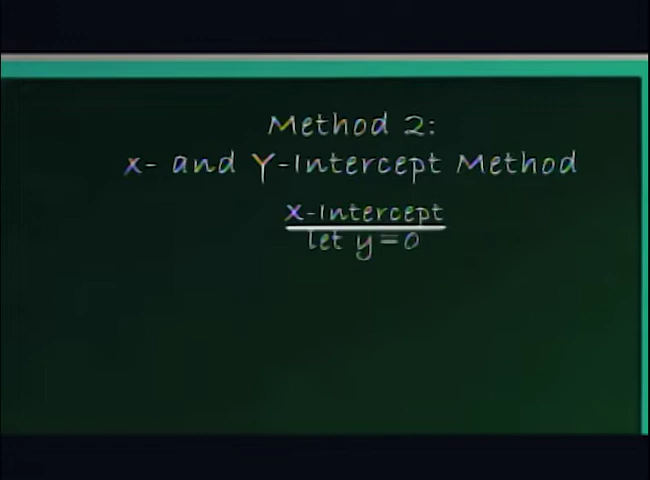 Method 2:
x- and Y-Intercept Method
x-Intercept
let y=0